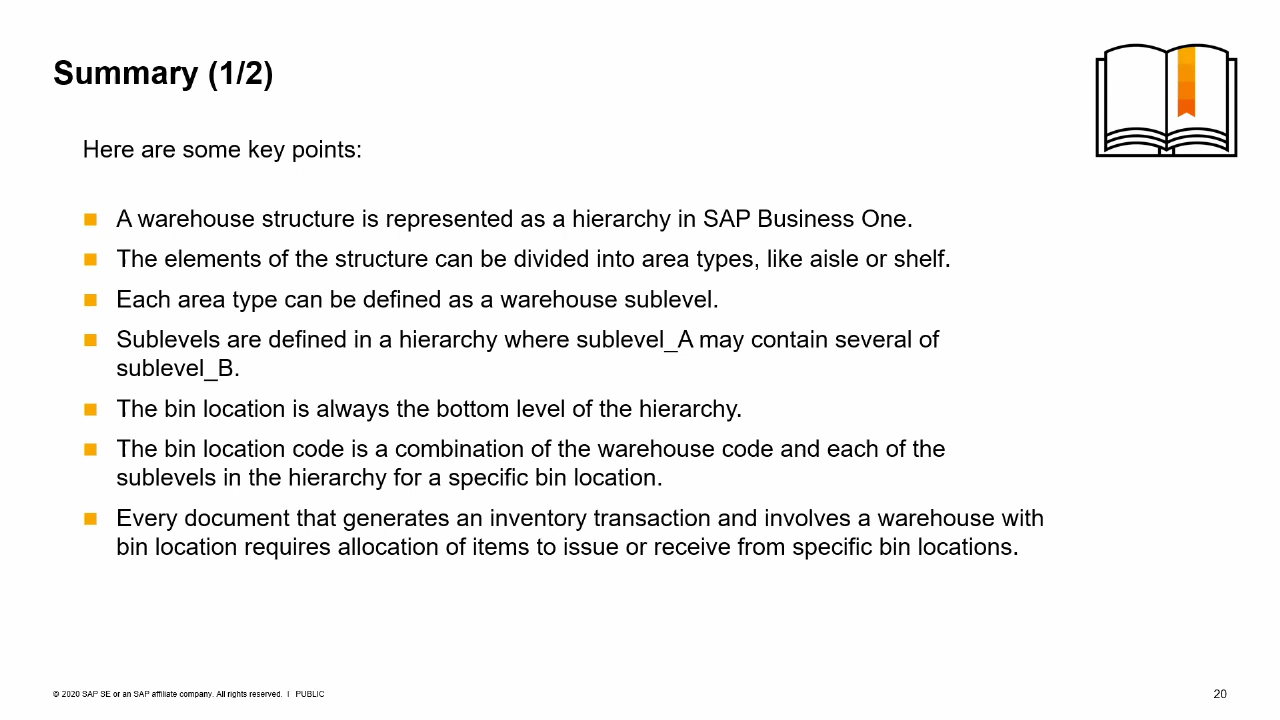 Summary (1/2)
Here are some key points:
A warehouse structure is represented as a hierarchy in SAP Business One.
The elements of the structure can be divided into area types, like aisle or shelf.
Each area type can be defined as a warehouse sublevel.
Sublevels are defined in a hierarchy where sublevel_A may contain several of
sublevel_B.
The bin location is always the bottom level of the hierarchy.
The bin location code is a combination of the warehouse code and each of the
sublevels in the hierarchy for a specific bin location.
Every document that generates an inventory transaction and involves a warehouse with
bin location requires allocation of items to issue or receive from specific bin locations.
© 2020 SAP SE or an SAP affiliate company. All rights reserved. I PUBLIC
20